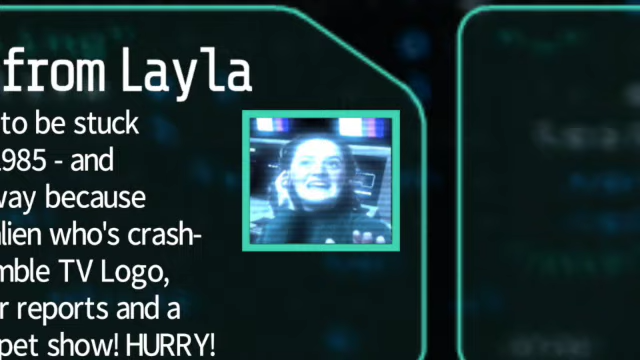 from Layla
to be stuck
1985 - and
way because
alien who's crash-
mble TV Logo,
r reports and a
pet show! HURRY!